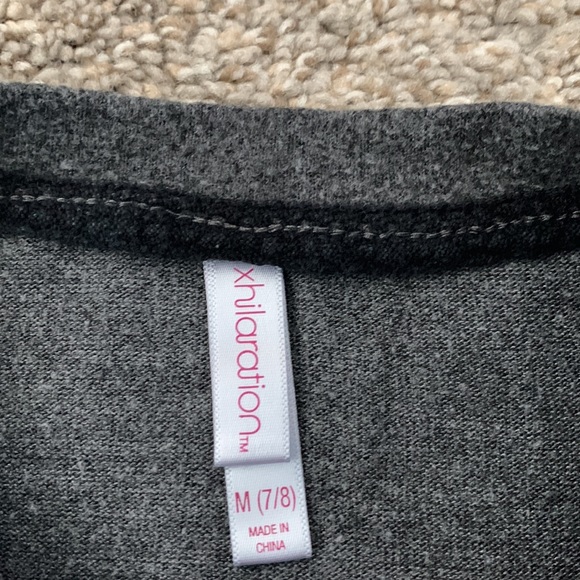 xhilaration™
M (7/8)
MADE IN
CHINA